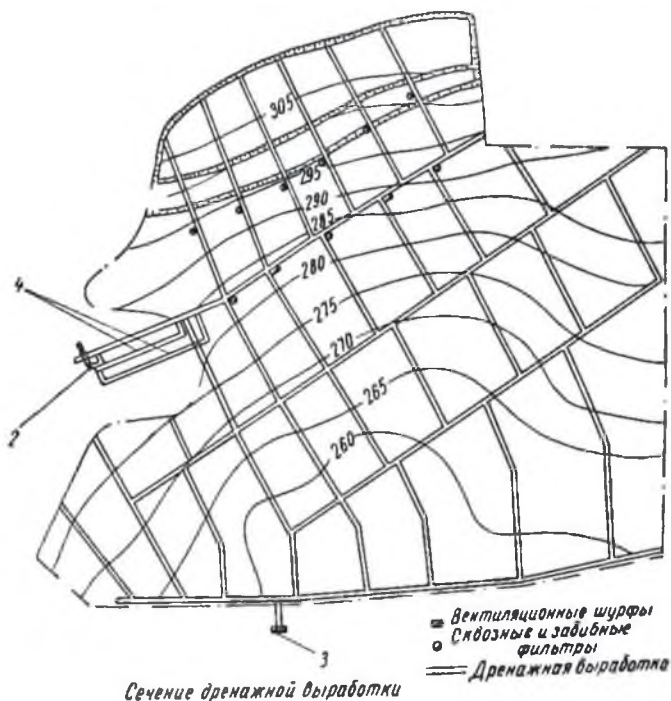 305
295
290
285
280
275
270
265
260
4
2
3
Вентиляционные шурфы
Сквозные и забивные
фильтры
Дренажная выработка
Сечение дренажной выработки